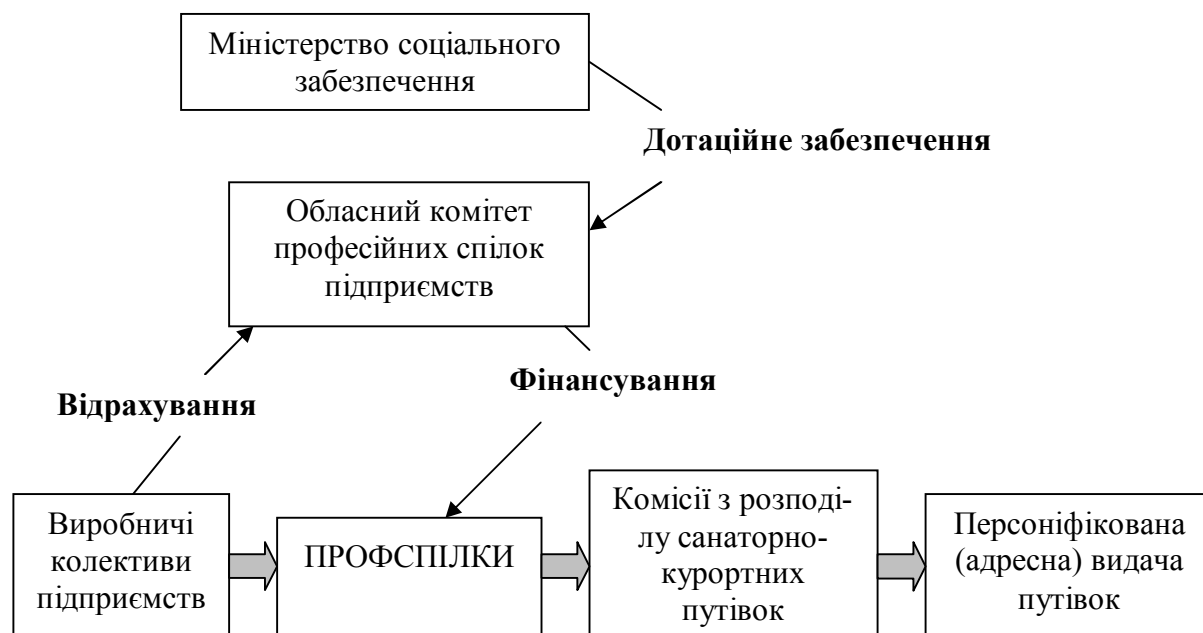 Міністерство соціального
забезпечення
Дотаційне забезпечення
Обласний комітет
професійних спілок
підприємств
Відрахування
Фінансування
Виробничі
колективи
підприємств
ПРОФСПІЛКИ
Комісії з розподі-
лу санаторно-
курортних
путівок
Персоніфікована
(адресна) видача
путівок